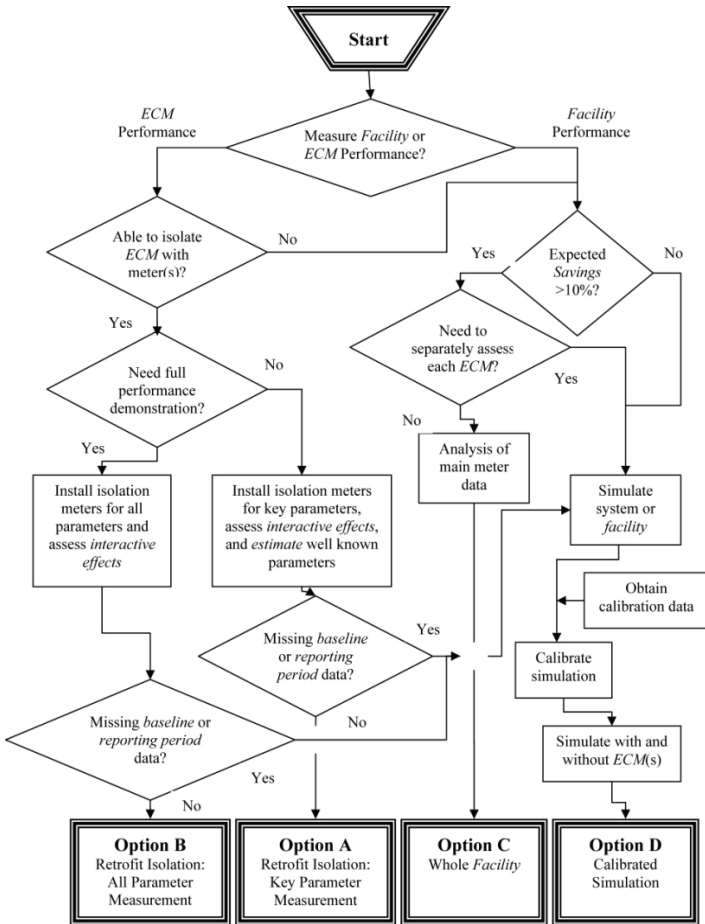 Start
ECM
Performance
Facility
Performance
Measure Facility or
ECM Performance?
Able to isolate
ECM with
meter(s)?
No
Yes
Expected
Savings
>10%?
No
Yes
Need to
separately assess
each ECM?
Yes
Need full
performance
demonstration?
No
Yes
No
Analysis of
main meter
data
Install isolation
meters for all
parameters and
assess interactive
effects
Install isolation meters
for key parameters,
assess interactive effects,
and estimate well known
parameters
Simulate
system or
facility
Obtain
calibration data
Missing baseline
or reporting
period data?
Yes
No
Calibrate
simulation
Missing baseline or
reporting period
data?
Yes
No
Simulate with and
without ECM(s)
Option B
Retrofit Isolation:
All Parameter
Measurement
Option A
Retrofit Isolation:
Key Parameter
Measurement
Option C
Whole Facility
Option D
Calibrated
Simulation